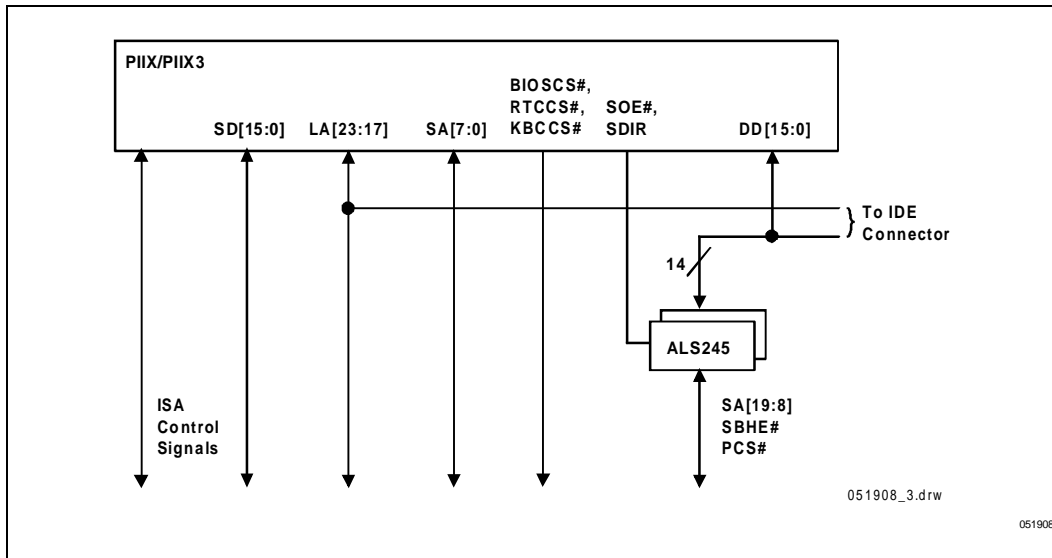 PIIX/PIIX3
BIOSCS#,
RTCCS#,
KBCCS#
SOE#,
SDIR
SD[15:0]
LA[23:17]
SA[7:0]
DD[15:0]
To IDE
Connector
14
ALS245
ISA
Control
Signals
SA[19:8]
SBHE#
PCS#
051908_3.drw
051908